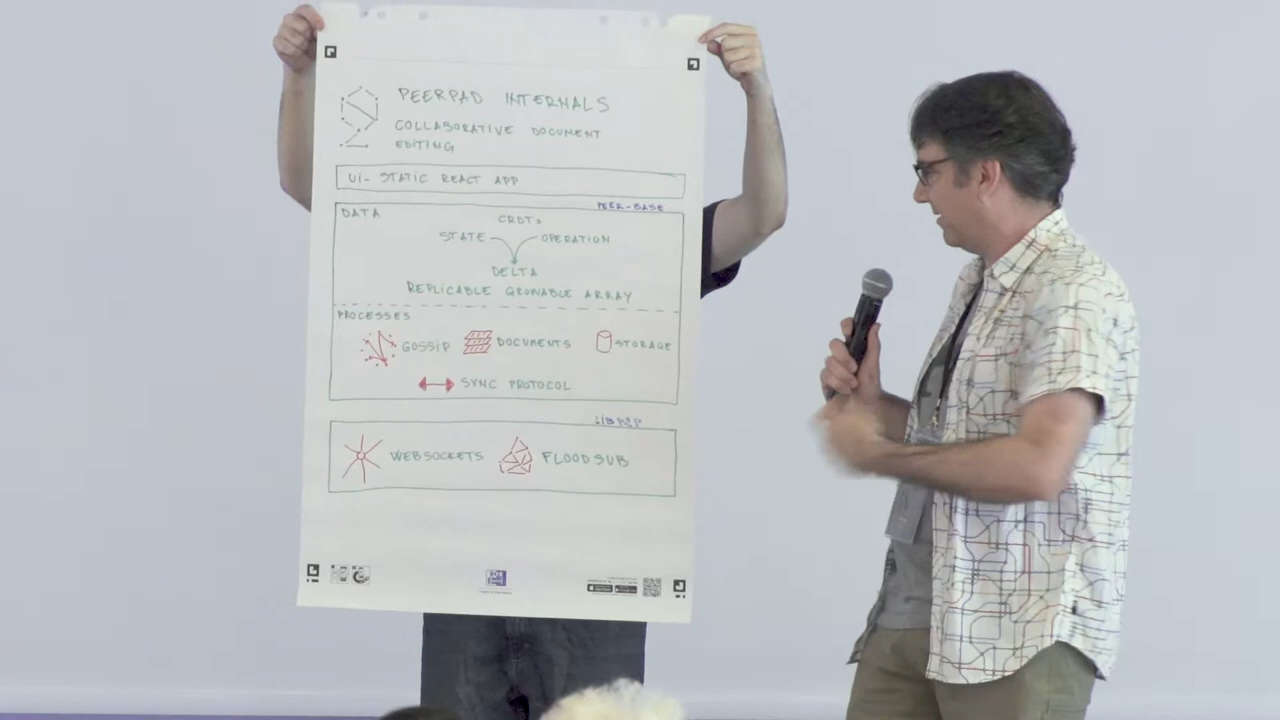 PEERPAD INTERNALS
COLLABORATIVE DOCUMENT
EDITING
UI- STATIC REACT APP
PEER-BASE
DATA
CRDTs
STATE OPERATION
DELTA
REPLICABLE GROWABLE ARRAY
PROCESSES
GOSSIP DOCUMENTS STORAGE
SYNC PROTOCOL
LIBP2P
WEBSOCKETS FLOODSUB